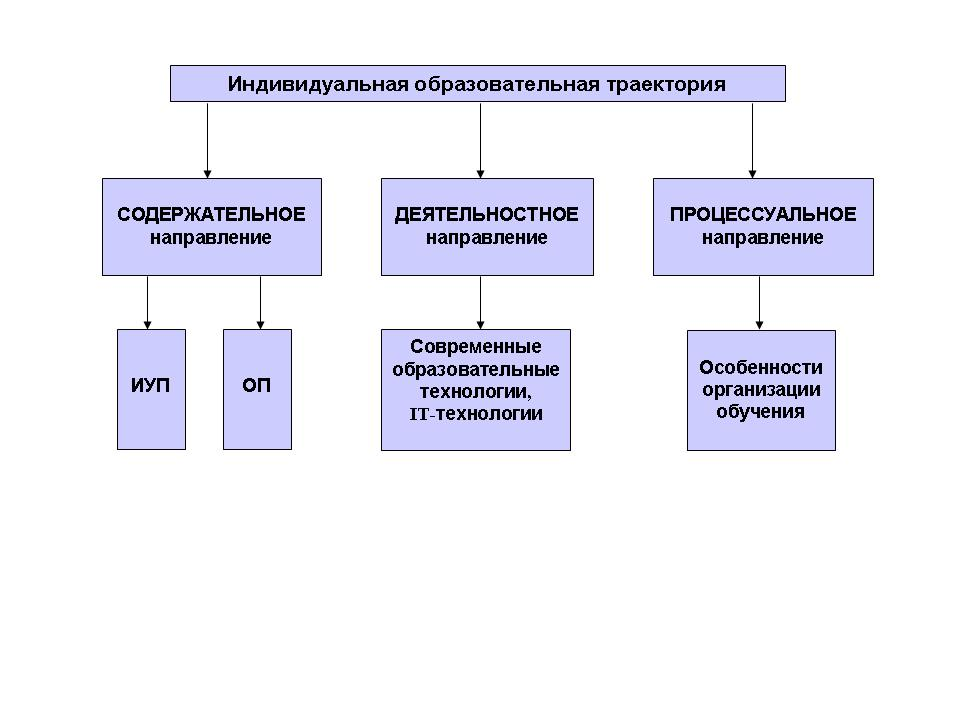 Индивидуальная образовательная траектория
СОДЕРЖАТЕЛЬНОЕ
направление
ДЕЯТЕЛЬНОСТНОЕ
направление
ПРОЦЕССУАЛЬНОЕ
направление
ИУП
ОП
Современные
образовательные
технологии,
IT-технологии
Особенности
организации
обучения